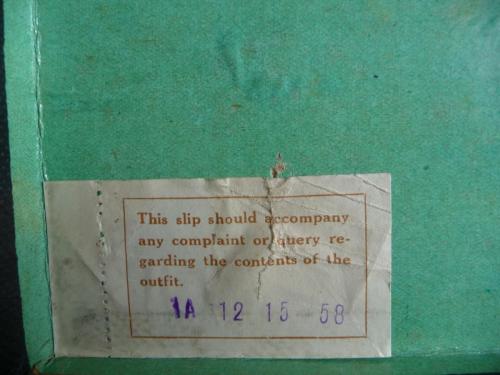 This slip should accompany
any complaint or query re-
garding the contents of the
outfit.
1A 12 15 58